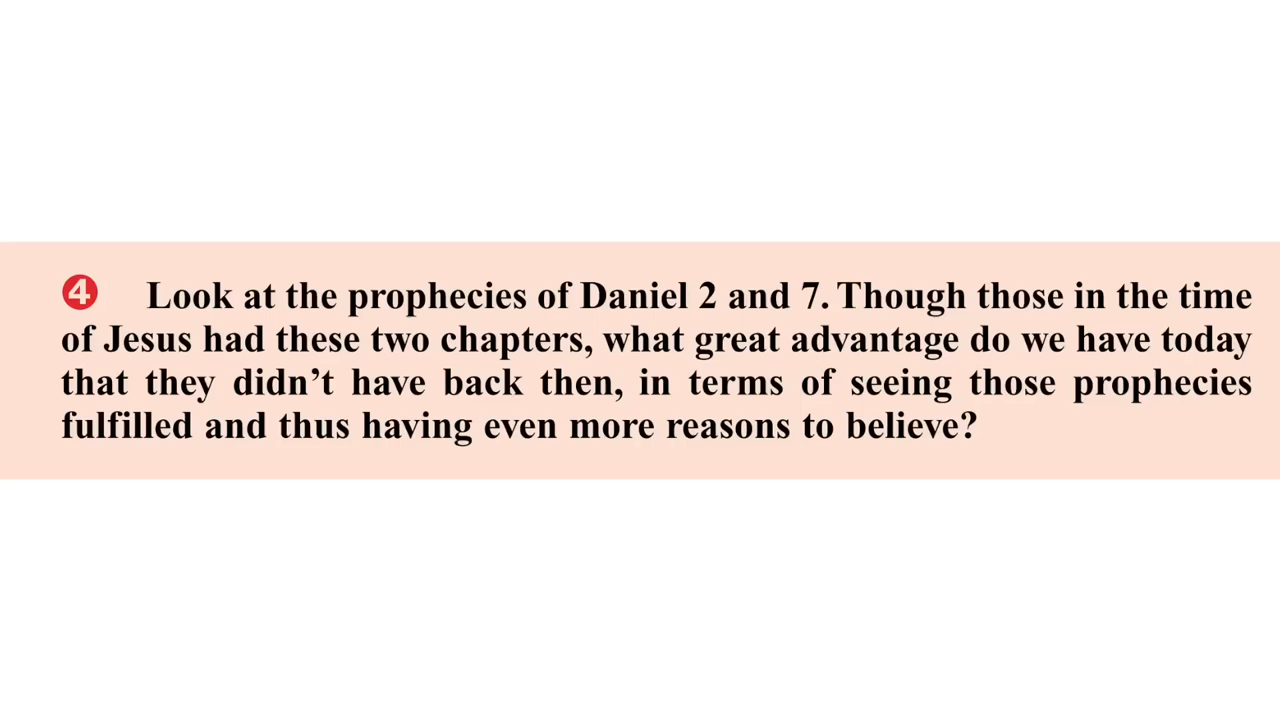 4 Look at the prophecies of Daniel 2 and 7. Though those in the time
of Jesus had these two chapters, what great advantage do we have today
that they didn’t have back then, in terms of seeing those prophecies
fulfilled and thus having even more reasons to believe?